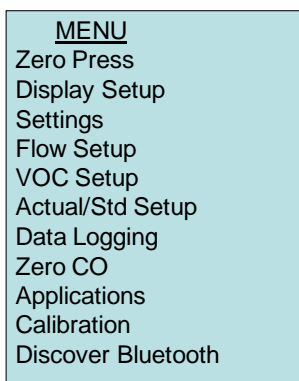 MENU
Zero Press
Display Setup
Settings
Flow Setup
VOC Setup
Actual/Std Setup
Data Logging
Zero CO
Applications
Calibration
Discover Bluetooth